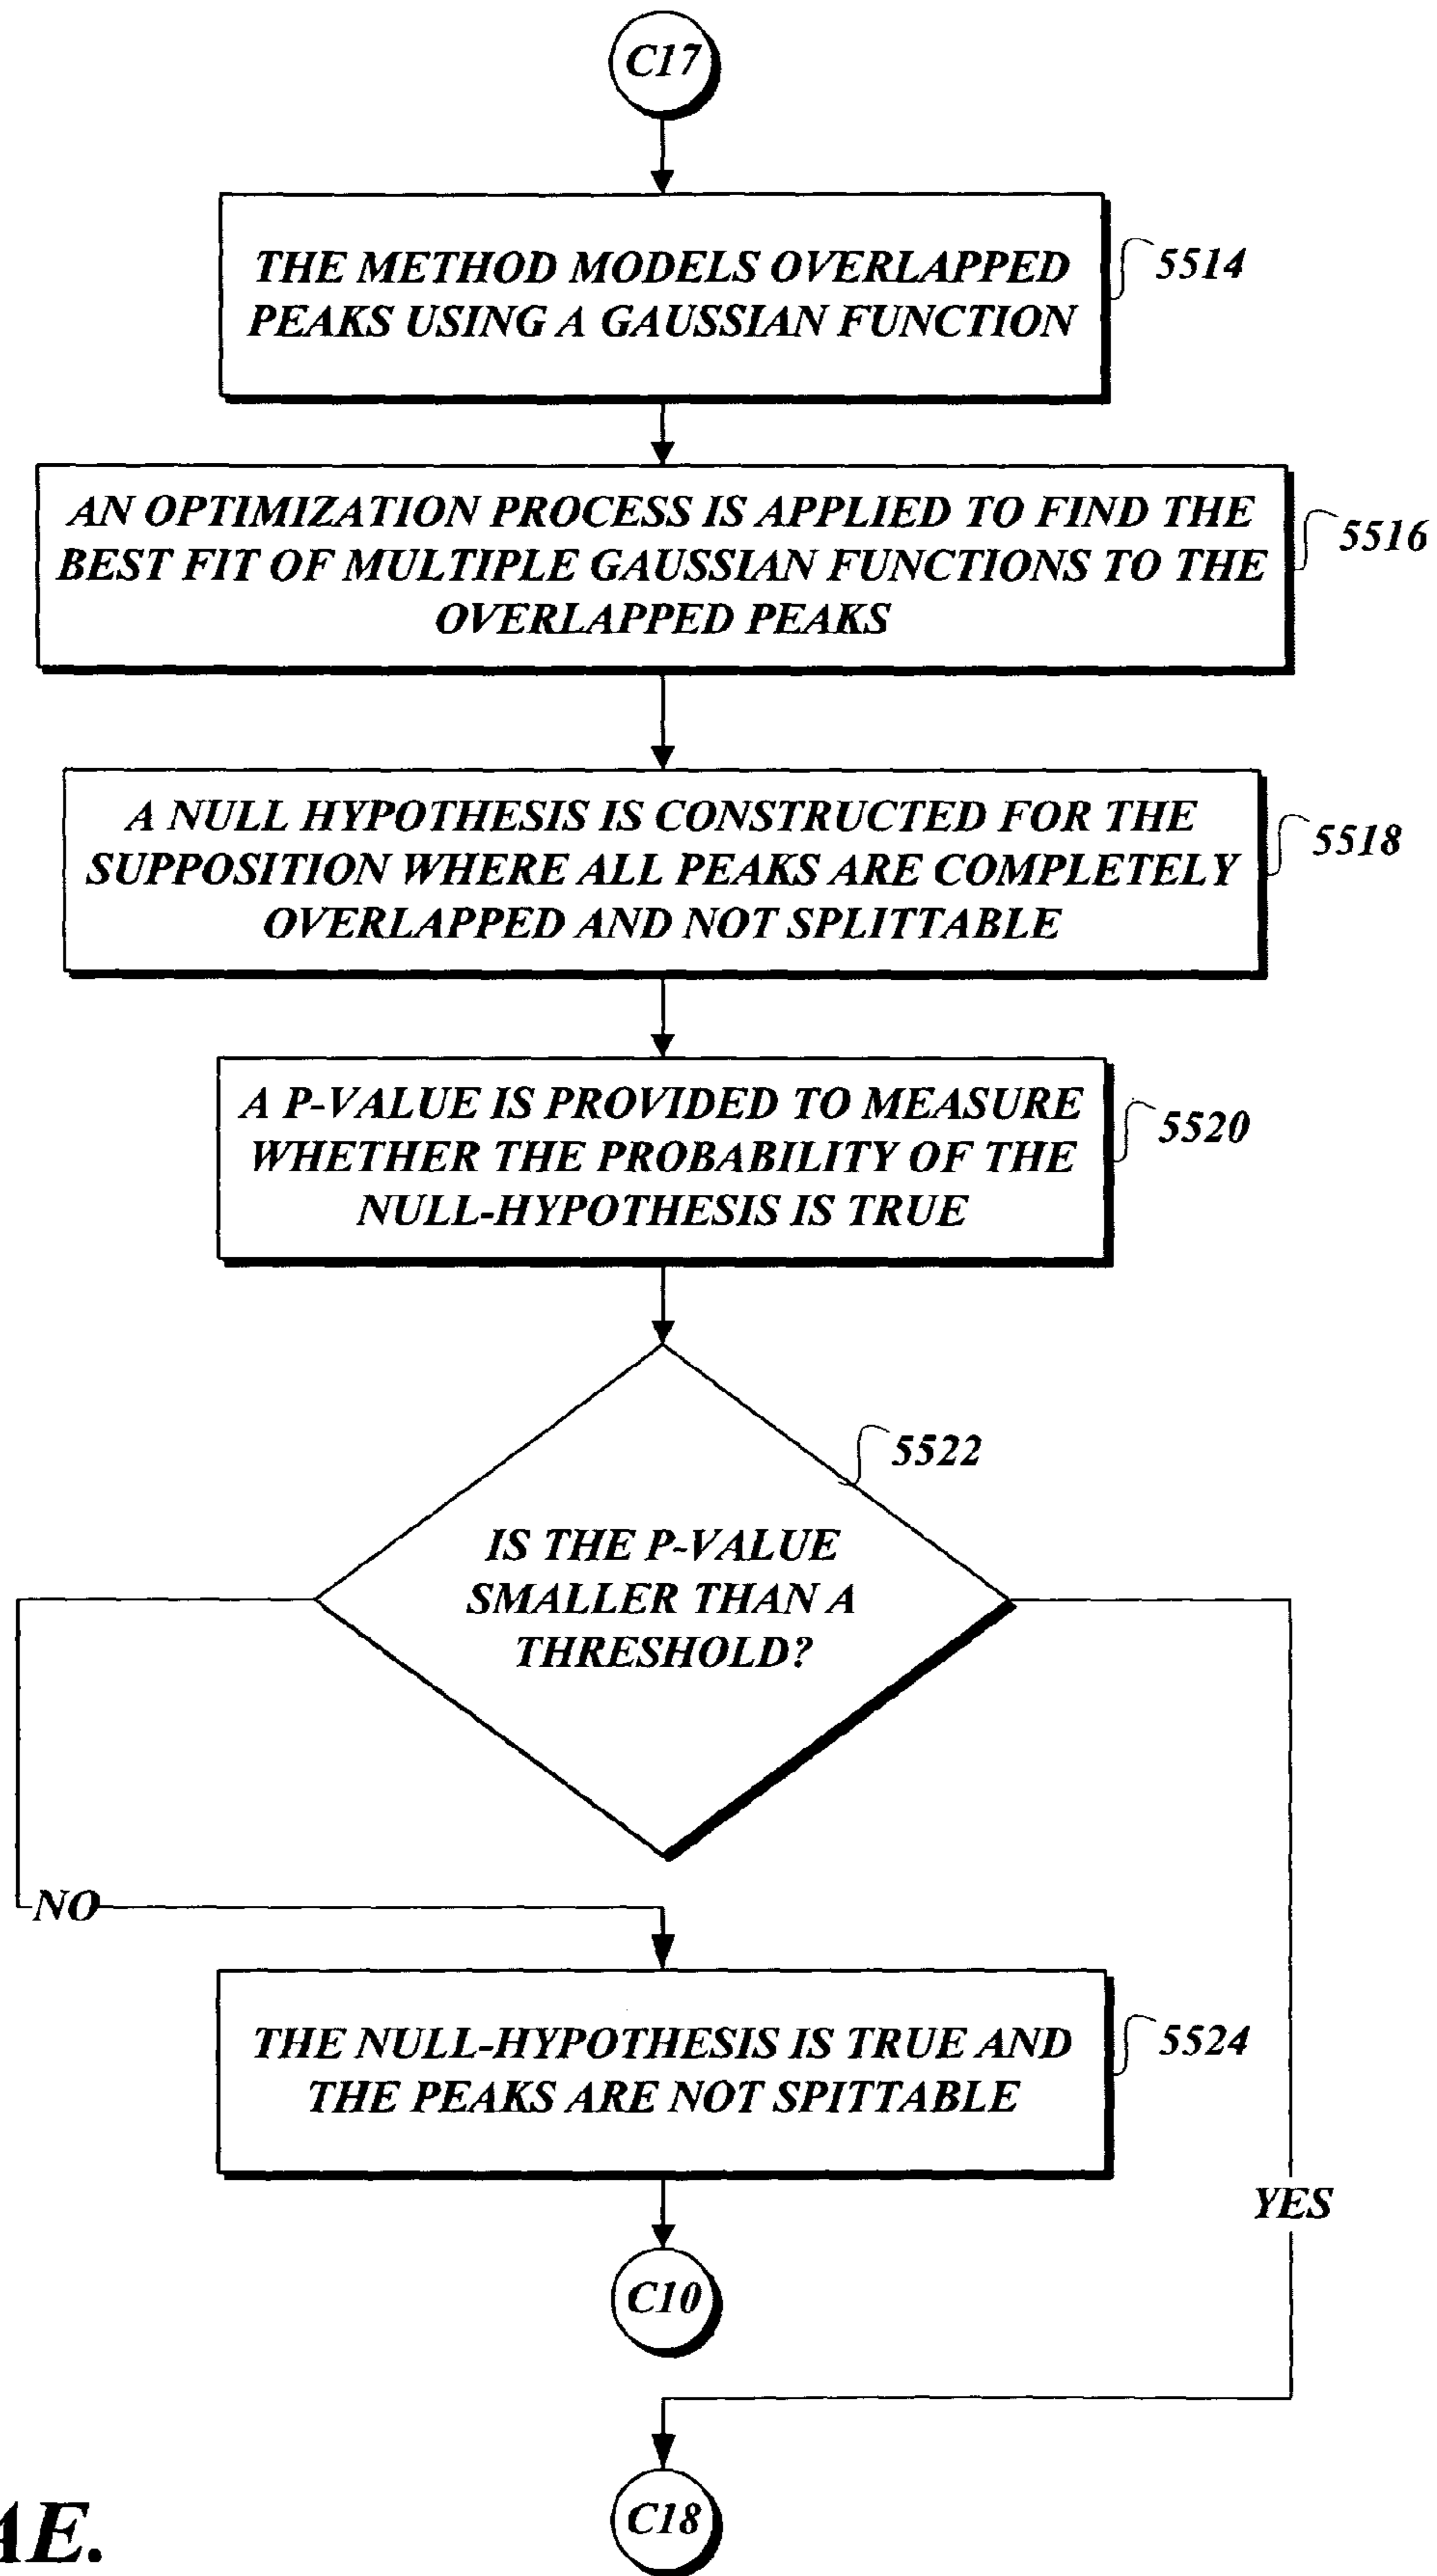 C17
THE METHOD MODELS OVERLAPPED
PEAKS USING A GAUSSIAN FUNCTION
5514
AN OPTIMIZATION PROCESS IS APPLIED TO FIND THE
BEST FIT OF MULTIPLE GAUSSIAN FUNCTIONS TO THE
OVERLAPPED PEAKS
5516
A NULL HYPOTHESIS IS CONSTRUCTED FOR THE
SUPPOSITION WHERE ALL PEAKS ARE COMPLETELY
OVERLAPPED AND NOT SPLITTABLE
5518
A P-VALUE IS PROVIDED TO MEASURE
WHETHER THE PROBABILITY OF THE
NULL-HYPOTHESIS IS TRUE
5520
5522
IS THE P-VALUE
SMALLER THAN A
THRESHOLD?
NO
THE NULL-HYPOTHESIS IS TRUE AND
THE PEAKS ARE NOT SPITTABLE
5524
YES
C10
C18
AE.